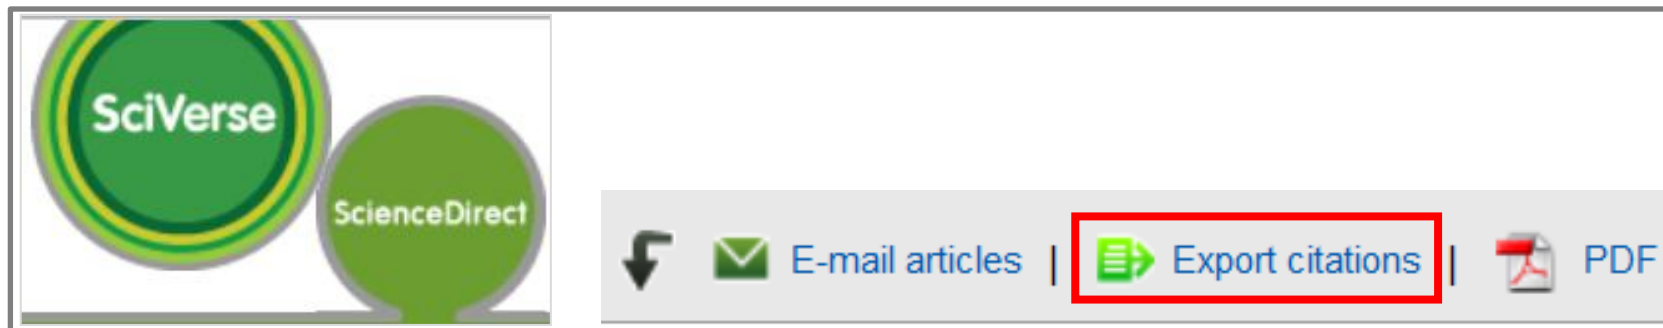 SciVerse
ScienceDirect
E-mail articles | Export citations | PDF